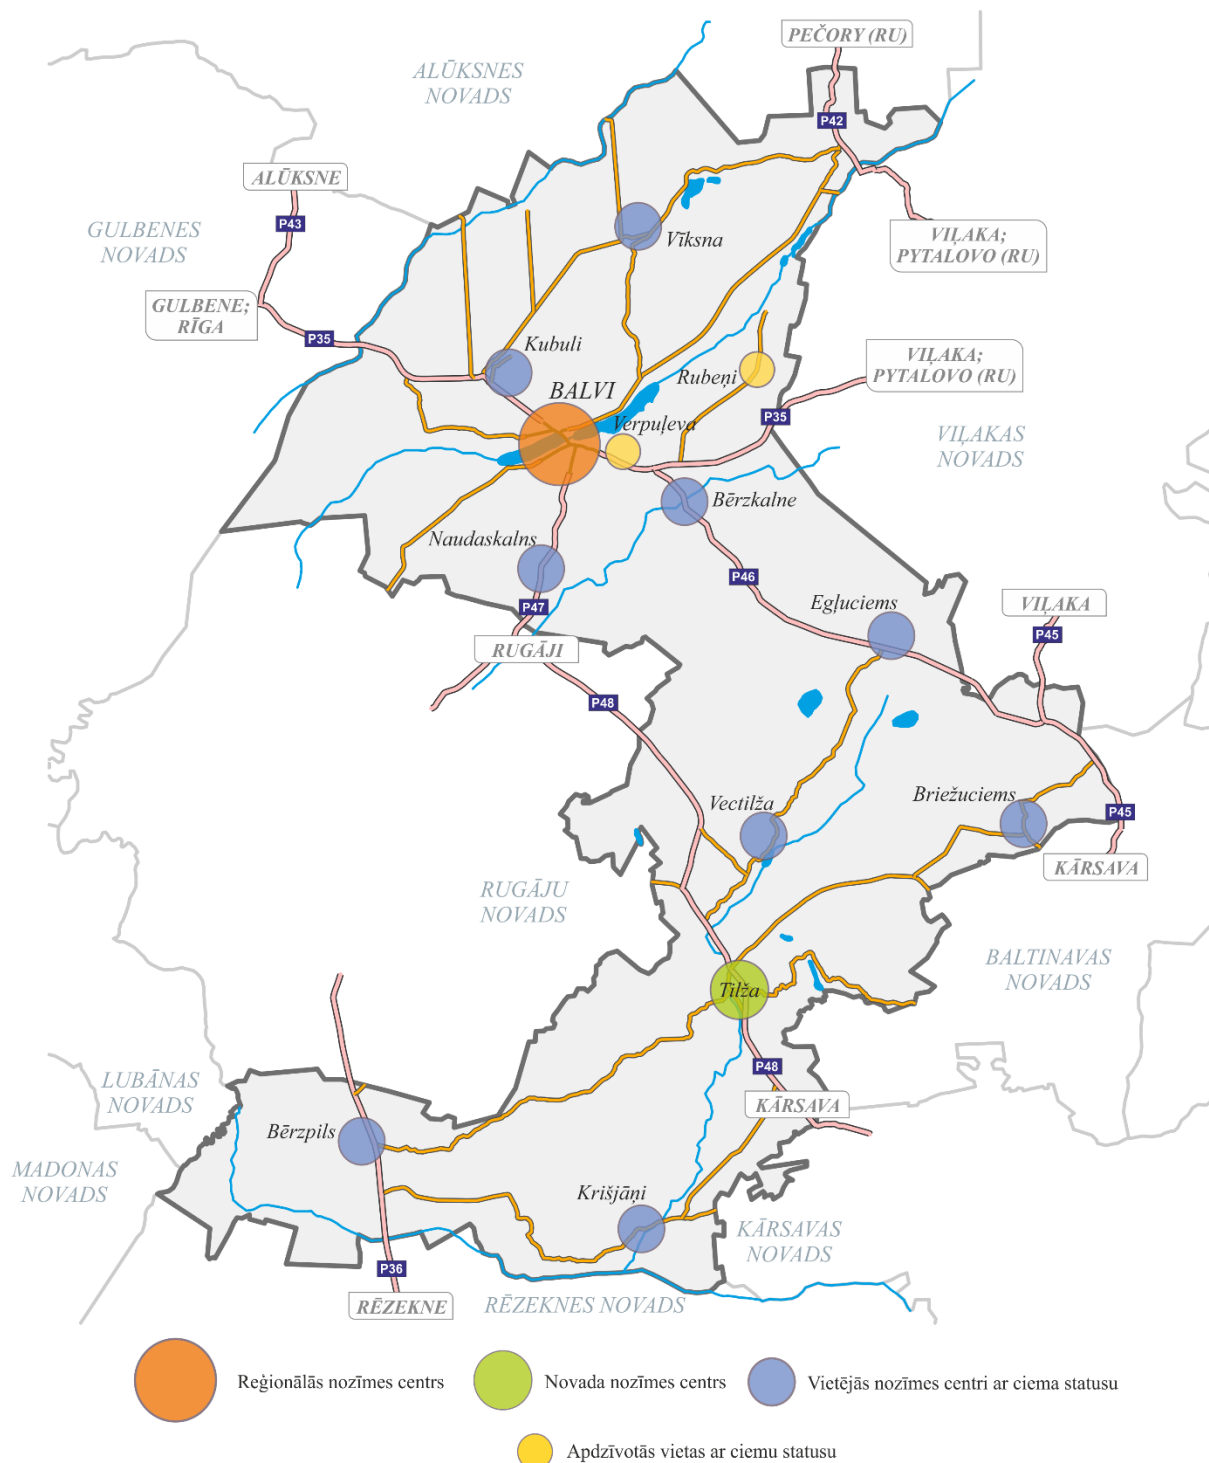 PEČORY (RU)
ALŪKSNES
NOVADS
P42
ALŪKSNE
P43
GULBENES
NOVADS
Vīksna
VIĻAKA;
PYTALOVO (RU)
GULBENE;
RĪGA
P35
Kubuli
VIĻAKA;
PYTALOVO (RU)
Rubeņi
BALVI
P35
Verpuļeva
VIĻAKAS
NOVADS
Bērzkalne
Naudaskalns
P46
P47
Egļuciems
VIĻAKA
P45
RUGĀJI
P48
Vectilža
Briežuciems
P45
KĀRSAVA
RUGĀJU
NOVADS
BALTINAVAS
NOVADS
Tilža
P48
LUBĀNAS
NOVADS
KĀRSAVA
Bērzpils
MADONAS
NOVADS
Krišjāņi
KĀRSAVAS
NOVADS
P36
RĒZEKNE
RĒZEKNES NOVADS
Reģionālās nozīmes centrs
Novada nozīmes centrs
Vietējās nozīmes centri ar ciema statusu
Apdzīvotās vietas ar ciemu statusu